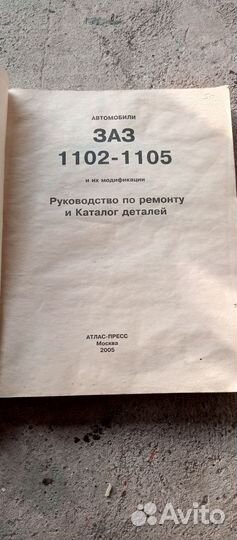 АВТОМОБИЛИ
ЗАЗ
1102-1105
и их модификации
Руководство по ремонту
и Каталог деталей
АТЛАС-ПРЕСС
Москва
2005
Avito